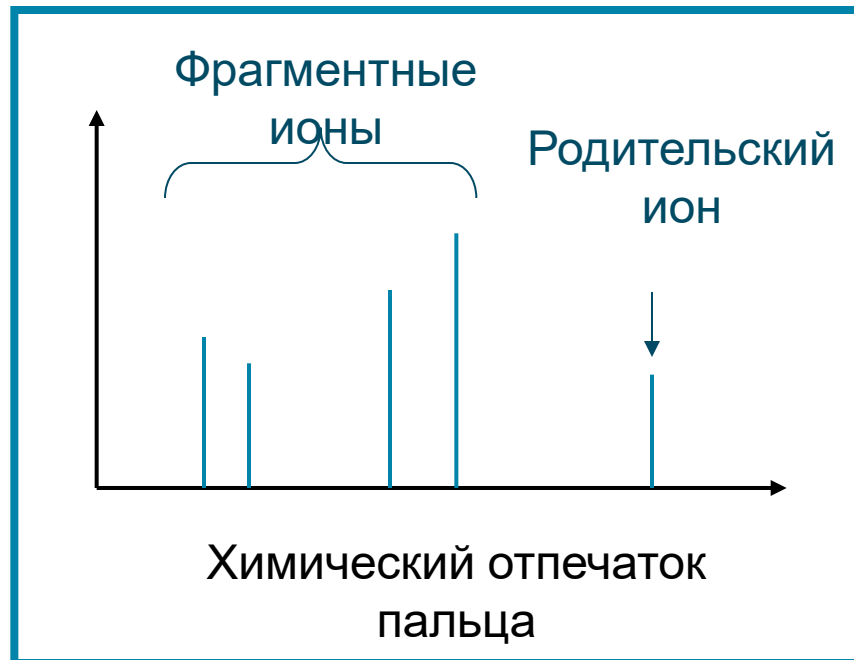 Фрагментные
ионы
Родительский
ион
Химический отпечаток
пальца